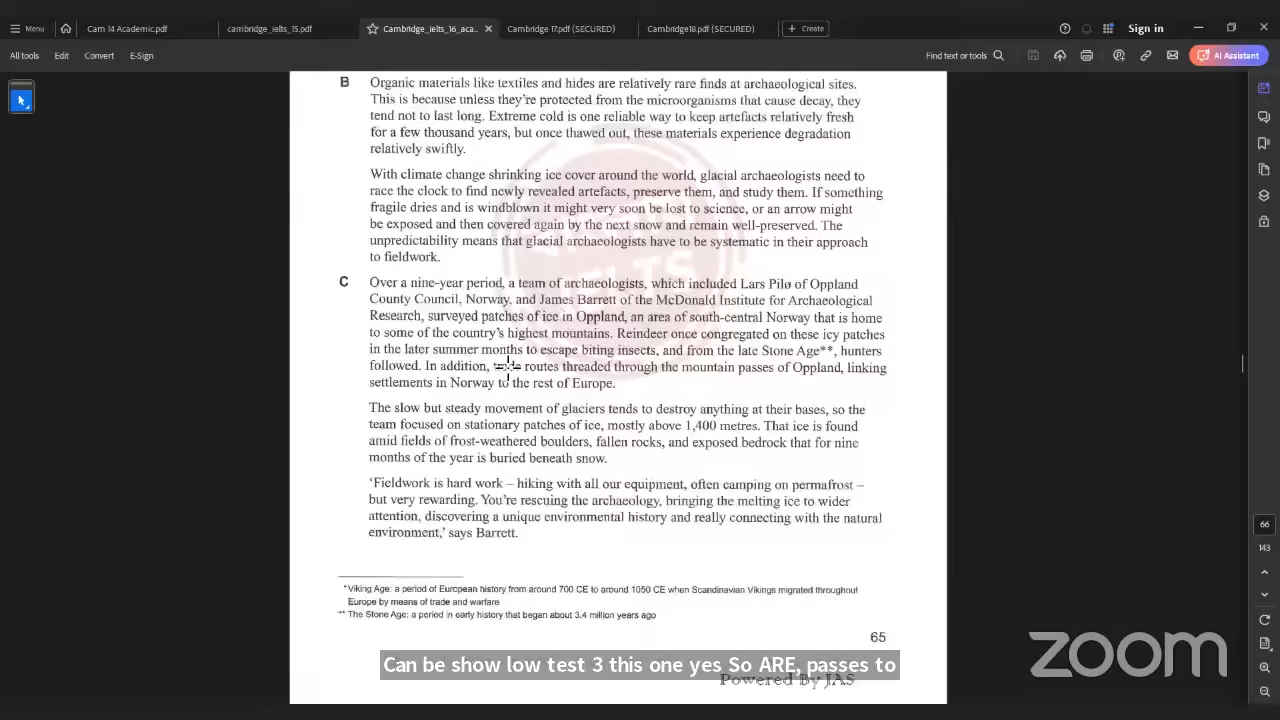 Menu Cam 14 Academic.pdf cambridge_ielts_15.pdf Cambridge_ielts_16_aca... Cambridge 17.pdf (SECURED) Cambridge18.pdf (SECURED) + Create Sign in
All tools Edit Convert E-Sign Find text or tools AI Assistant
B Organic materials like textiles and hides are relatively rare finds at archaeological sites.
This is because unless they're protected from the microorganisms that cause decay, they
tend not to last long. Extreme cold is one reliable way to keep artefacts relatively fresh
for a few thousand years, but once thawed out, these materials experience degradation
relatively swiftly.
With climate change shrinking ice cover around the world, glacial archaeologists need to
race the clock to find newly revealed artefacts, preserve them, and study them. If something
fragile dries and is windblown it might very soon be lost to science, or an arrow might
be exposed and then covered again by the next snow and remain well-preserved. The
unpredictability means that glacial archaeologists have to be systematic in their approach
to fieldwork.
C Over a nine-year period, a team of archaeologists, which included Lars Pilø of Oppland
County Council, Norway, and James Barrett of the McDonald Institute for Archaeological
Research, surveyed patches of ice in Oppland, an area of south-central Norway that is home
to some of the country's highest mountains. Reindeer once congregated on these icy patches
in the later summer months to escape biting insects, and from the late Stone Age**, hunters
followed. In addition, trade routes threaded through the mountain passes of Oppland, linking
settlements in Norway to the rest of Europe.
The slow but steady movement of glaciers tends to destroy anything at their bases, so the
team focused on stationary patches of ice, mostly above 1,400 metres. That ice is found
amid fields of frost-weathered boulders, fallen rocks, and exposed bedrock that for nine
months of the year is buried beneath snow.
'Fieldwork is hard work – hiking with all our equipment, often camping on permafrost –
but very rewarding. You're rescuing the archaeology, bringing the melting ice to wider
attention, discovering a unique environmental history and really connecting with the natural
environment,' says Barrett.
*Viking Age: a period of European history from around 700 CE to around 1050 CE when Scandinavian Vikings migrated throughout
Europe by means of trade and warfare
** The Stone Age: a period in early history that began about 3.4 million years ago
65
66
143
Can be show low test 3 this one yes So ARE, passes to
Powered By JAS
zoom